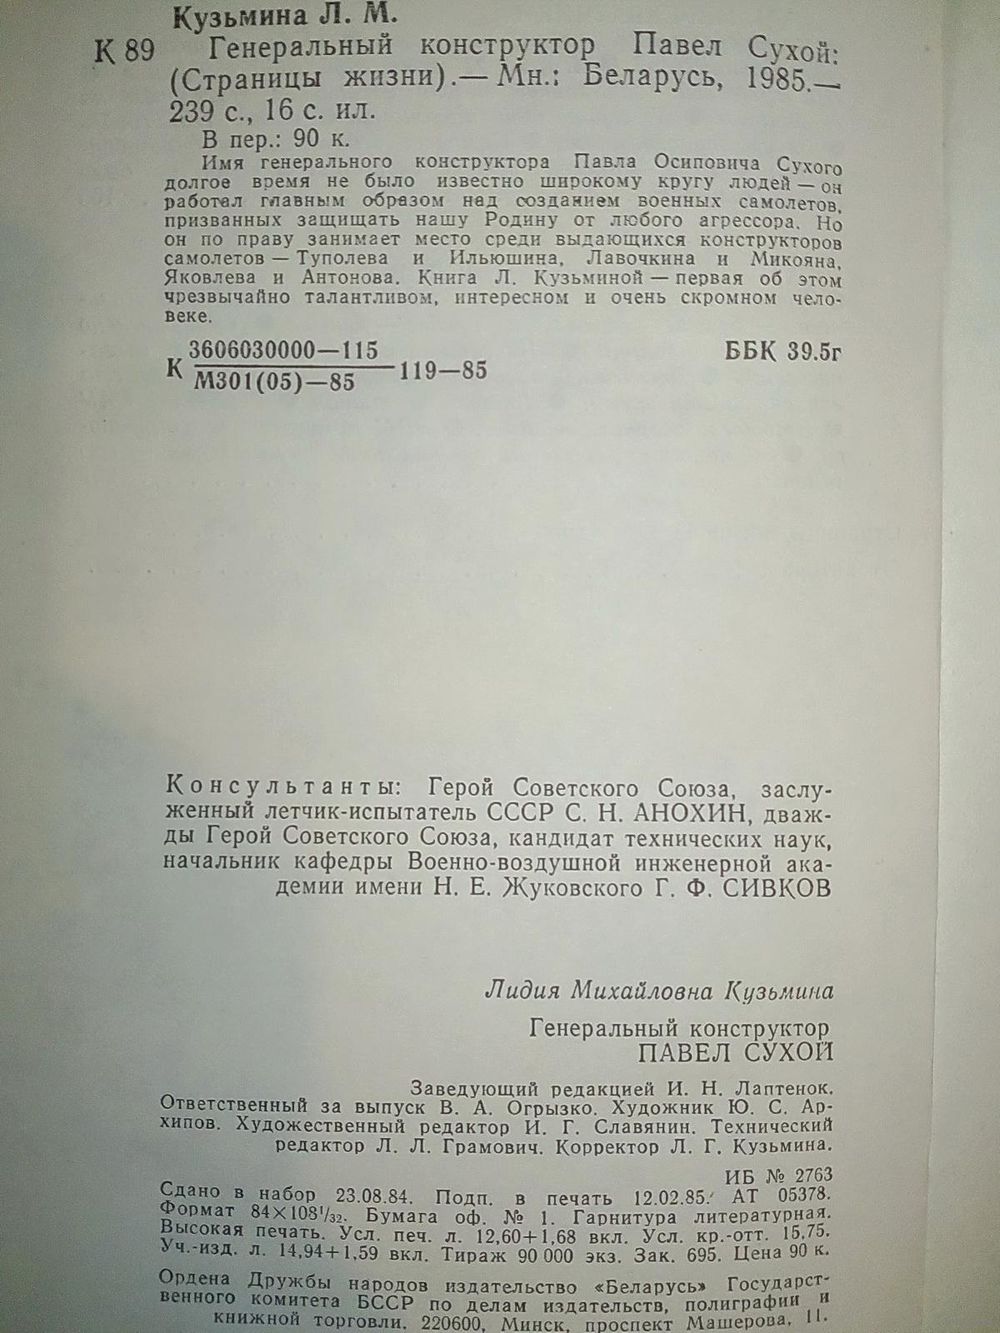 Кузьмина Л. М.
К 89 Генеральный конструктор Павел Сухой:
(Страницы жизни).— Мн.: Беларусь, 1985.—
239 с., 16 с. ил.
В пер.: 90 к.
Имя генерального конструктора Павла Осиповича Сухого
долгое время не было известно широкому кругу людей — он
работал главным образом над созданием военных самолетов,
призванных защищать нашу Родину от любого агрессора. Но
он по праву занимает место среди выдающихся конструкторов
самолетов — Туполева и Ильюшина, Лавочкина и Микояна,
Яковлева и Антонова. Книга Л. Кузьминой — первая об этом
чрезвычайно талантливом, интересном и очень скромном чело-
веке.
К 3606030000—115 / М301(05)—85 119—85 ББК 39.5г
Консультанты: Герой Советского Союза, заслу-
женный летчик-испытатель СССР С. Н. АНОХИН, дваж-
ды Герой Советского Союза, кандидат технических наук,
начальник кафедры Военно-воздушной инженерной ака-
демии имени Н. Е. Жуковского Г. Ф. СИВКОВ
Лидия Михайловна Кузьмина
Генеральный конструктор
ПАВЕЛ СУХОЙ
Заведующий редакцией И. Н. Лаптенок.
Ответственный за выпуск В. А. Огрызко. Художник Ю. С. Ар-
хипов. Художественный редактор И. Г. Славянин. Технический
редактор Л. Л. Грамович. Корректор Л. Г. Кузьмина.
ИБ № 2763
Сдано в набор 23.08.84. Подп. в печать 12.02.85. АТ 05378.
Формат 84×108¹/₃₂. Бумага оф. № 1. Гарнитура литературная.
Высокая печать. Усл. печ. л. 12,60+1,68 вкл. Усл. кр.-отт. 15,75.
Уч.-изд. л. 14,94+1,59 вкл. Тираж 90 000 экз. Зак. 695. Цена 90 к.
Ордена Дружбы народов издательство «Беларусь» Государст-
венного комитета БССР по делам издательств, полиграфии и
книжной торговли. 220600, Минск, проспект Машерова, 11.